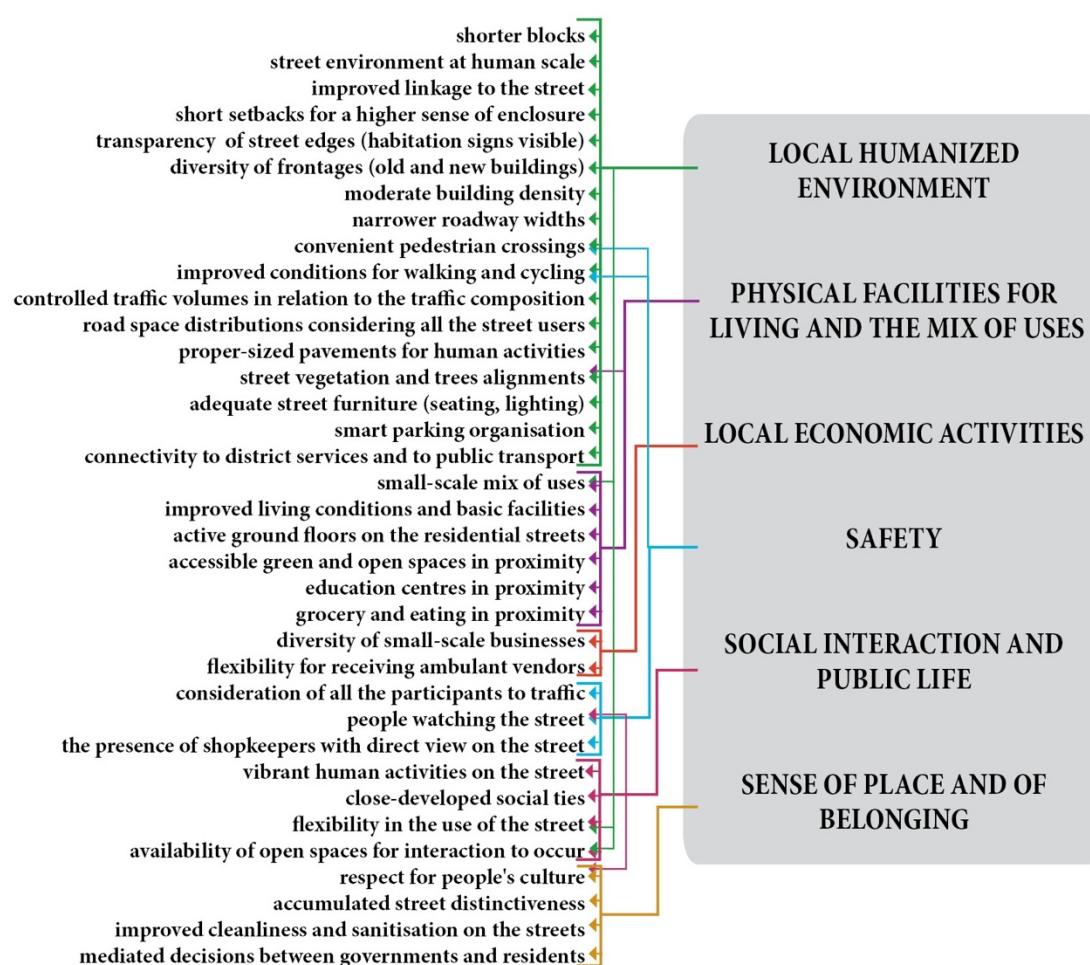 shorter blocks
street environment at human scale
improved linkage to the street
short setbacks for a higher sense of enclosure
transparency of street edges (habitation signs visible)
diversity of frontages (old and new buildings)
moderate building density
narrower roadway widths
convenient pedestrian crossings
improved conditions for walking and cycling
controlled traffic volumes in relation to the traffic composition
road space distributions considering all the street users
proper-sized pavements for human activities
street vegetation and trees alignments
adequate street furniture (seating, lighting)
smart parking organisation
connectivity to district services and to public transport
small-scale mix of uses
improved living conditions and basic facilities
active ground floors on the residential streets
accessible green and open spaces in proximity
education centres in proximity
grocery and eating in proximity
diversity of small-scale businesses
flexibility for receiving ambulant vendors
consideration of all the participants to traffic
people watching the street
the presence of shopkeepers with direct view on the street
vibrant human activities on the street
close-developed social ties
flexibility in the use of the street
availability of open spaces for interaction to occur
respect for people's culture
accumulated street distinctiveness
improved cleanliness and sanitisation on the streets
mediated decisions between governments and residents
LOCAL HUMANIZED
ENVIRONMENT
PHYSICAL FACILITIES FOR
LIVING AND THE MIX OF USES
LOCAL ECONOMIC ACTIVITIES
SAFETY
SOCIAL INTERACTION AND
PUBLIC LIFE
SENSE OF PLACE AND OF
BELONGING